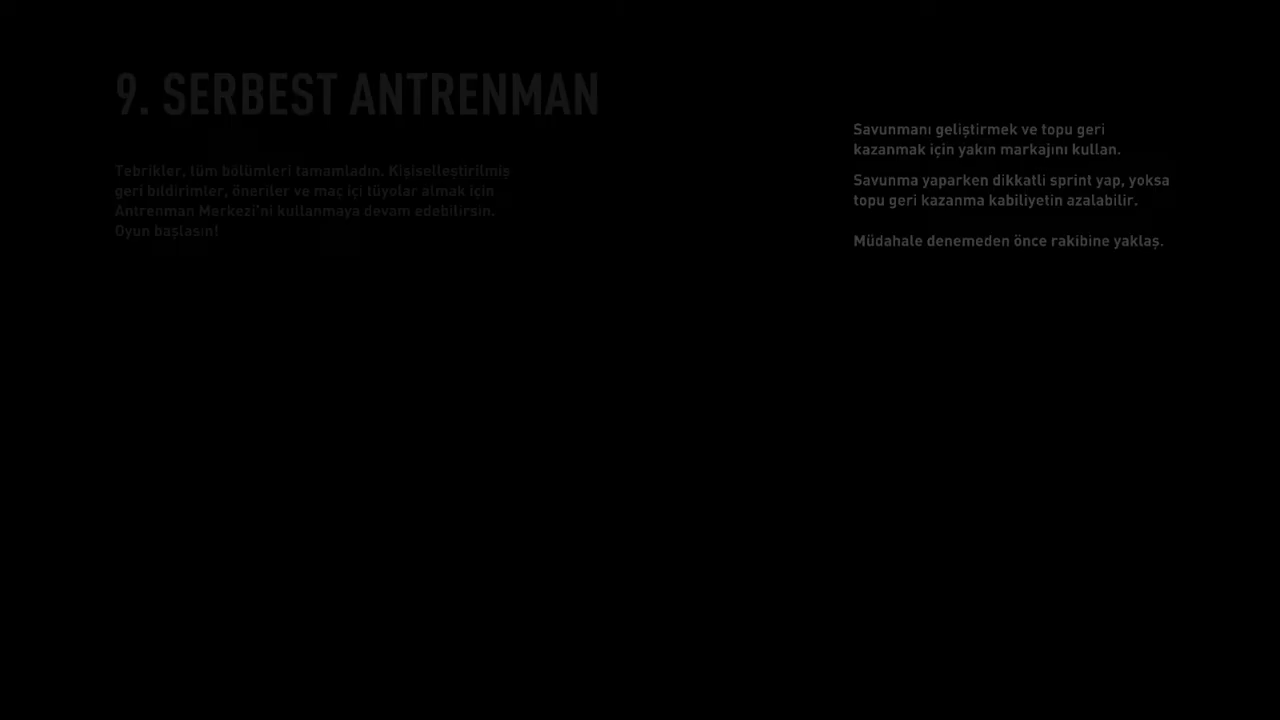 9. SERBEST ANTRENMAN
Tebrikler, tüm bölümleri tamamladın. Kişiselleştirilmiş
geri bildirimler, öneriler ve maç içi tüyolar almak için
Antrenman Merkezi'ni kullanmaya devam edebilirsin.
Oyun başlasın!
Savunmanı geliştirmek ve topu geri
kazanmak için yakın markajını kullan.
Savunma yaparken dikkatli sprint yap, yoksa
topu geri kazanma kabiliyetin azalabilir.
Müdahale denemeden önce rakibine yaklaş.